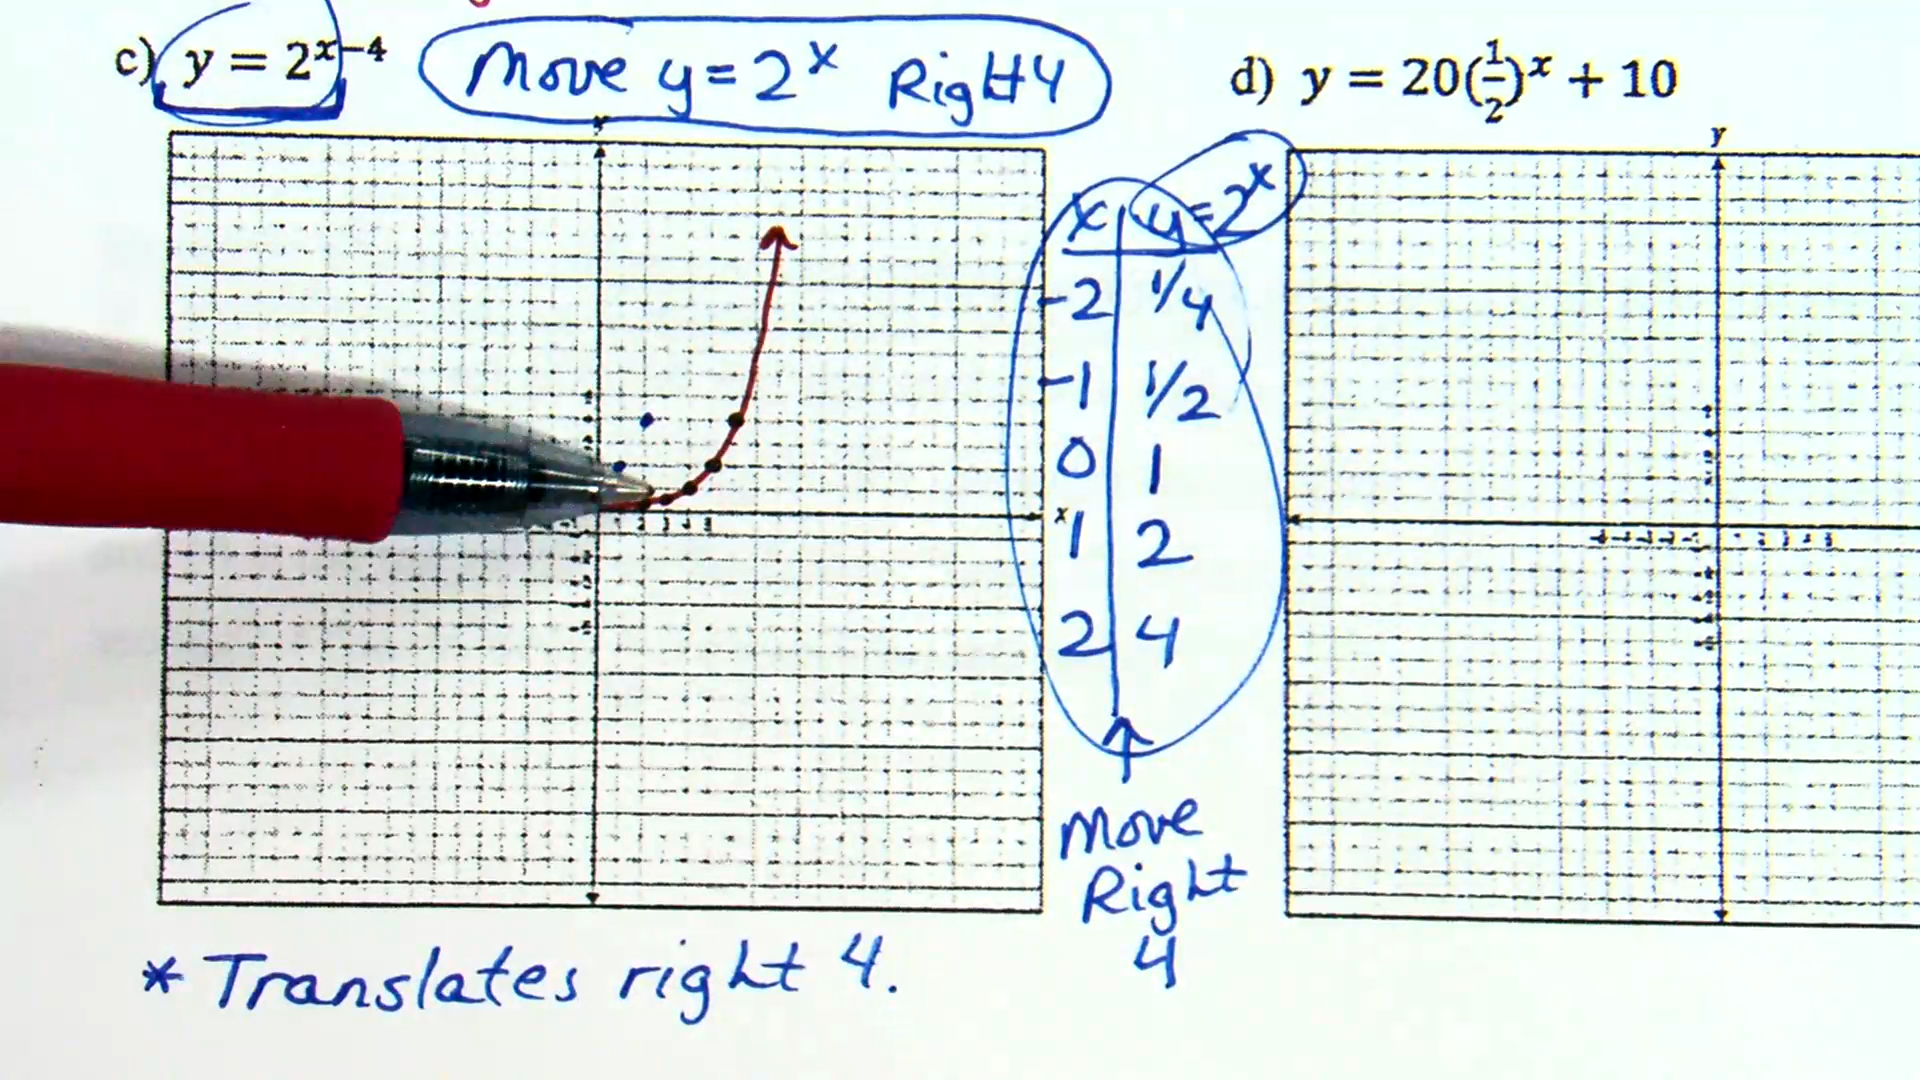 c) y = 2^{x-4}
Move y = 2^x Right 4
d) y = 20(1/2)^x + 10
y
x | y = 2^x
-2 | 1/4
-1 | 1/2
0 | 1
x
1 | 2
2 | 4
Move
Right
4
* Translates right 4.